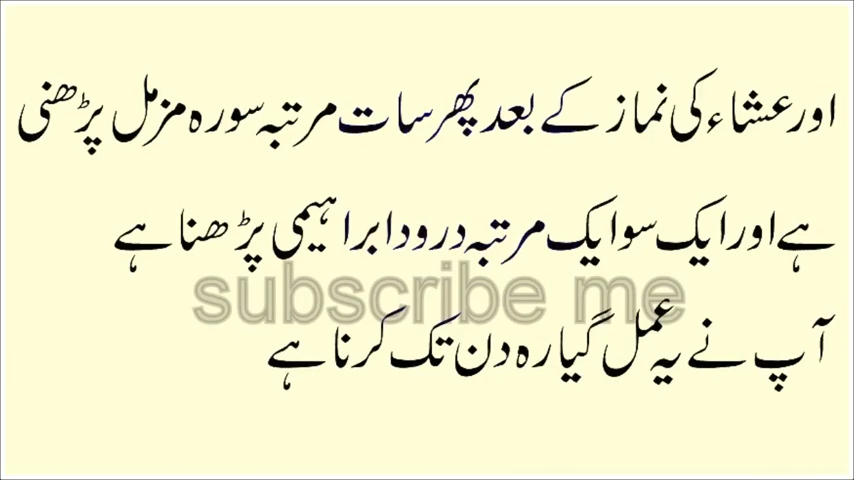 اور عشاء کی نماز کے بعد پھر سات مرتبہ سورہ مزمل پڑھنی
ہے اور ایک سو ایک مرتبہ درود ابراہیمی پڑھنا ہے
subscribe me
آپ نے یہ عمل گیارہ دن تک کرنا ہے